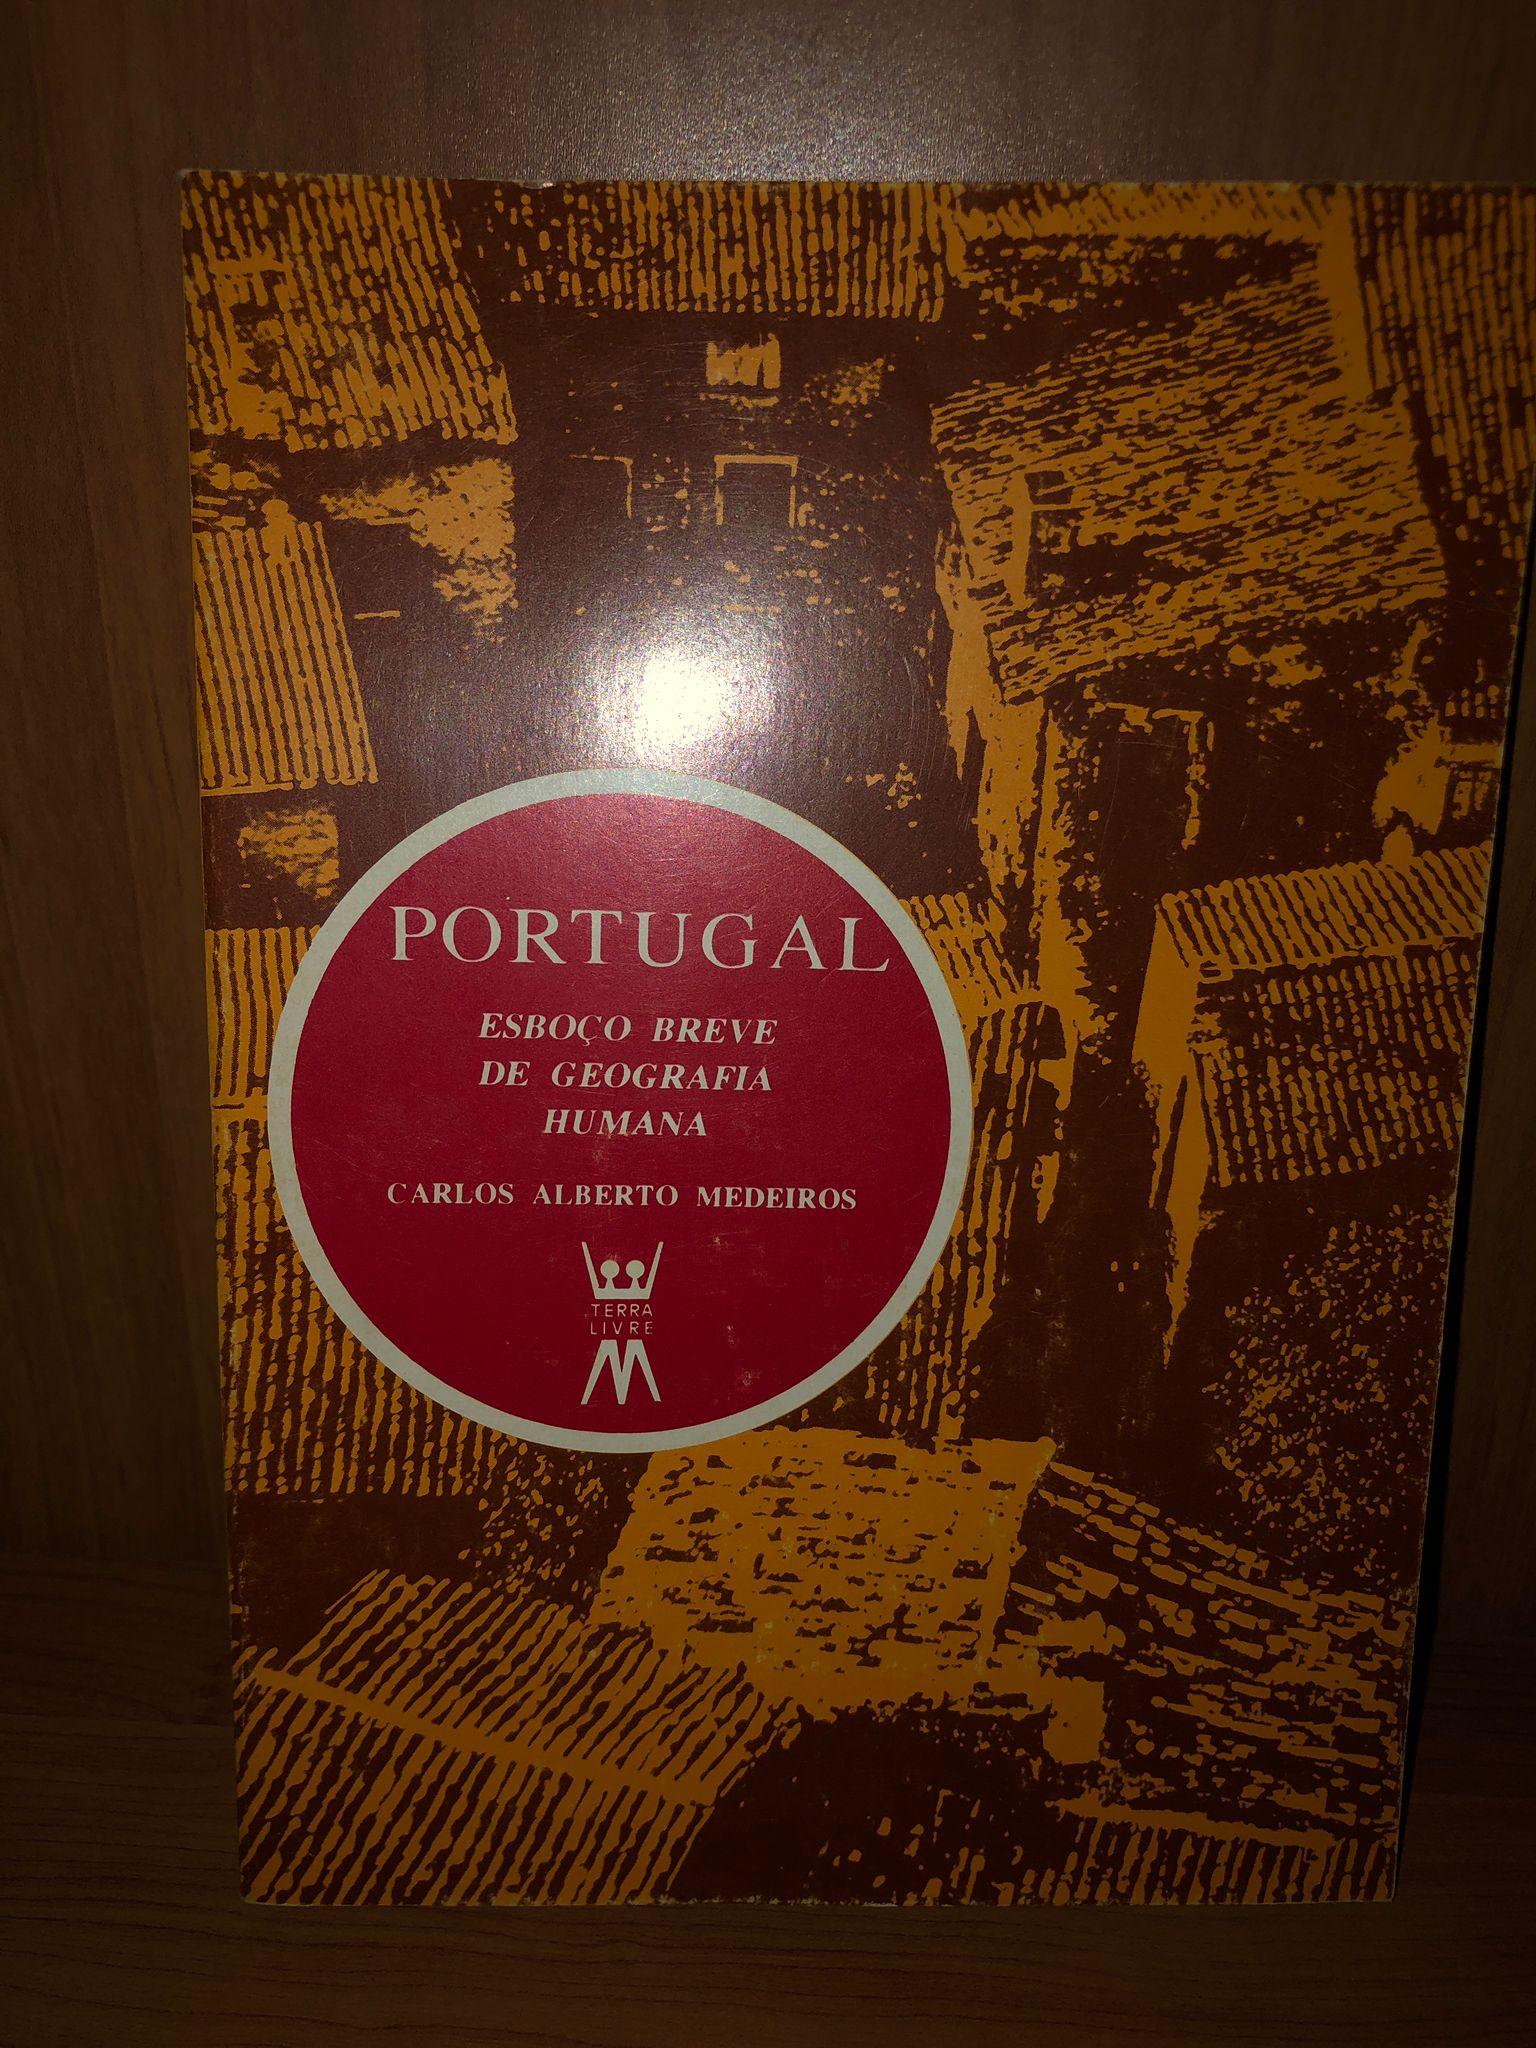 PORTUGAL
ESBOÇO BREVE
DE GEOGRAFIA
HUMANA
CARLOS ALBERTO MEDEIROS
TERRA
LIVRE